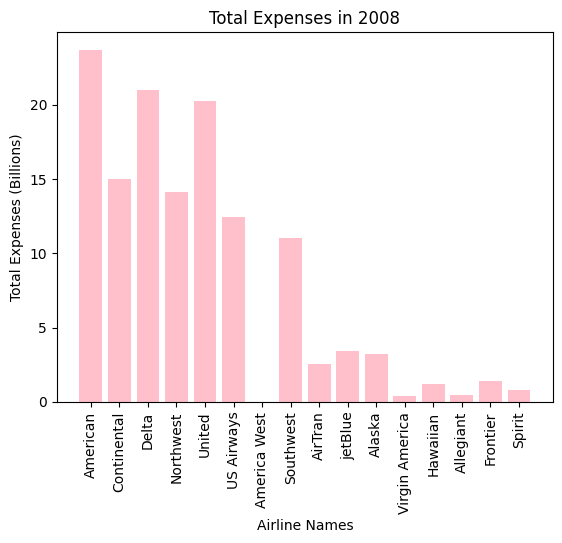 Total Expenses in 2008
Total Expenses (Billions)
20
15
10
5
0
American
Continental
Delta
Northwest
United
US Airways
America West
Southwest
AirTran
jetBlue
Alaska
Virgin America
Hawaiian
Allegiant
Frontier
Spirit
Airline Names